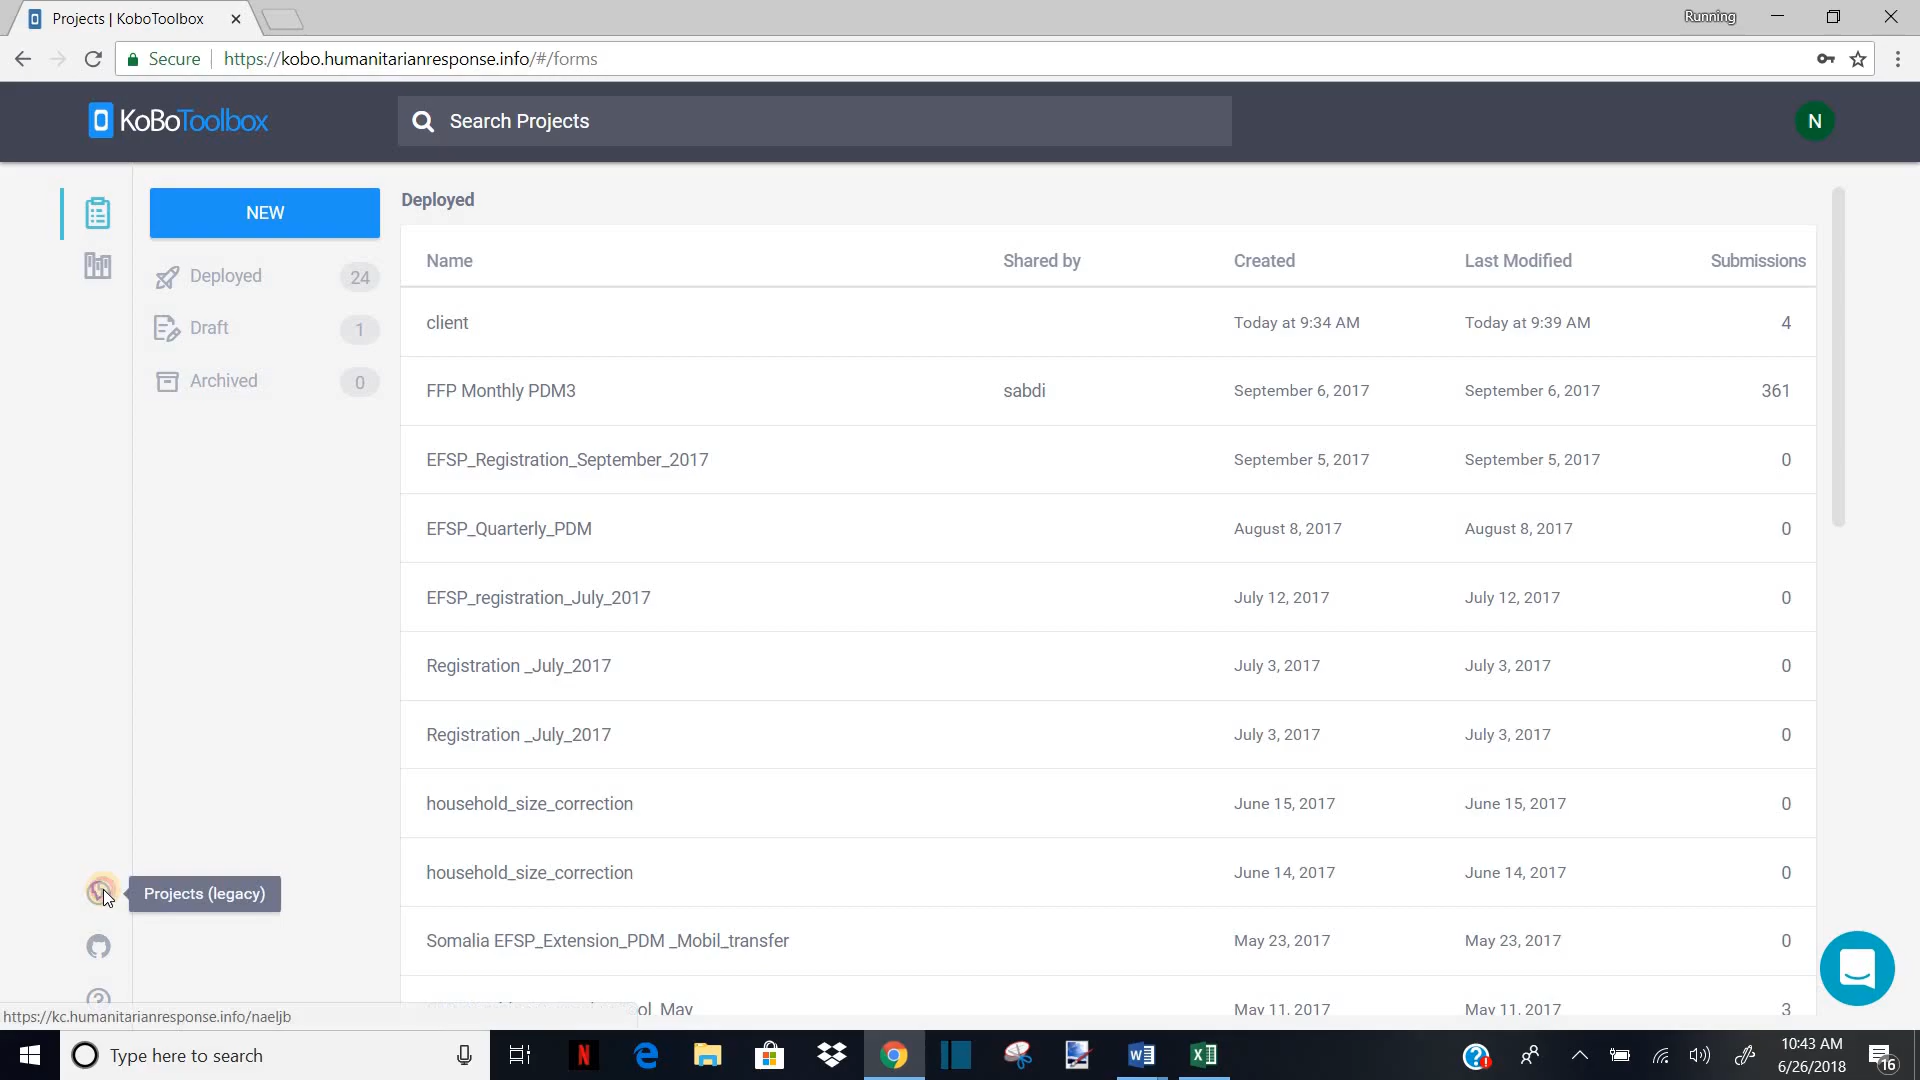 Projects | KoboToolbox
Running
Secure
https://kobo.humanitarianresponse.info/#/forms
KoBoToolbox
Search Projects
N
NEW
Deployed 24
Draft 1
Archived 0
Deployed
Name Shared by Created Last Modified Submissions
client Today at 9:34 AM Today at 9:39 AM 4
FFP Monthly PDM3 sabdi September 6, 2017 September 6, 2017 361
EFSP_Registration_September_2017 September 5, 2017 September 5, 2017 0
EFSP_Quarterly_PDM August 8, 2017 August 8, 2017 0
EFSP_registration_July_2017 July 12, 2017 July 12, 2017 0
Registration _July_2017 July 3, 2017 July 3, 2017 0
Registration _July_2017 July 3, 2017 July 3, 2017 0
household_size_correction June 15, 2017 June 15, 2017 0
household_size_correction June 14, 2017 June 14, 2017 0
Projects (legacy)
Somalia EFSP_Extension_PDM _Mobil_transfer May 23, 2017 May 23, 2017 0
ol_May May 11, 2017 May 11, 2017 3
https://kc.humanitarianresponse.info/naeljb
Type here to search
10:43 AM
6/26/2018
16